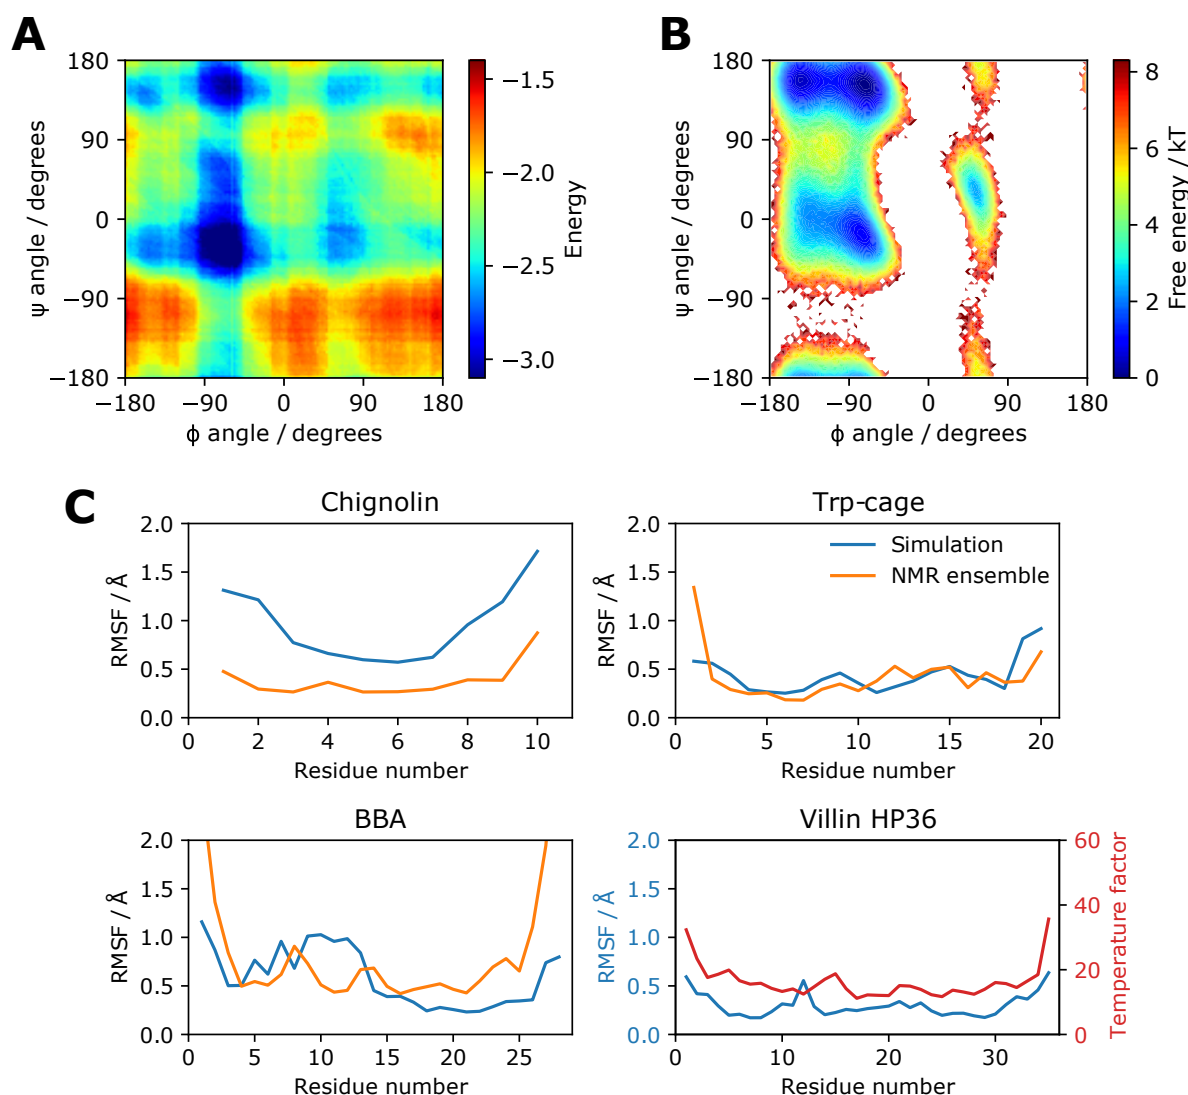 A
180
90
0
−90
−180
ψ angle / degrees
−180 −90 0 90 180
ϕ angle / degrees
−1.5
−2.0
−2.5
−3.0
Energy
B
180
90
0
−90
−180
ψ angle / degrees
−180 −90 0 90 180
ϕ angle / degrees
8
6
4
2
0
Free energy / kT
C
Chignolin
2.0
1.5
1.0
0.5
0.0
RMSF / Å
0 2 4 6 8 10
Residue number
Trp-cage
Simulation
NMR ensemble
2.0
1.5
1.0
0.5
0.0
RMSF / Å
0 5 10 15 20
Residue number
BBA
2.0
1.5
1.0
0.5
0.0
RMSF / Å
0 5 10 15 20 25
Residue number
Villin HP36
2.0
1.5
1.0
0.5
0.0
RMSF / Å
0 10 20 30
Residue number
60
40
20
0
Temperature factor